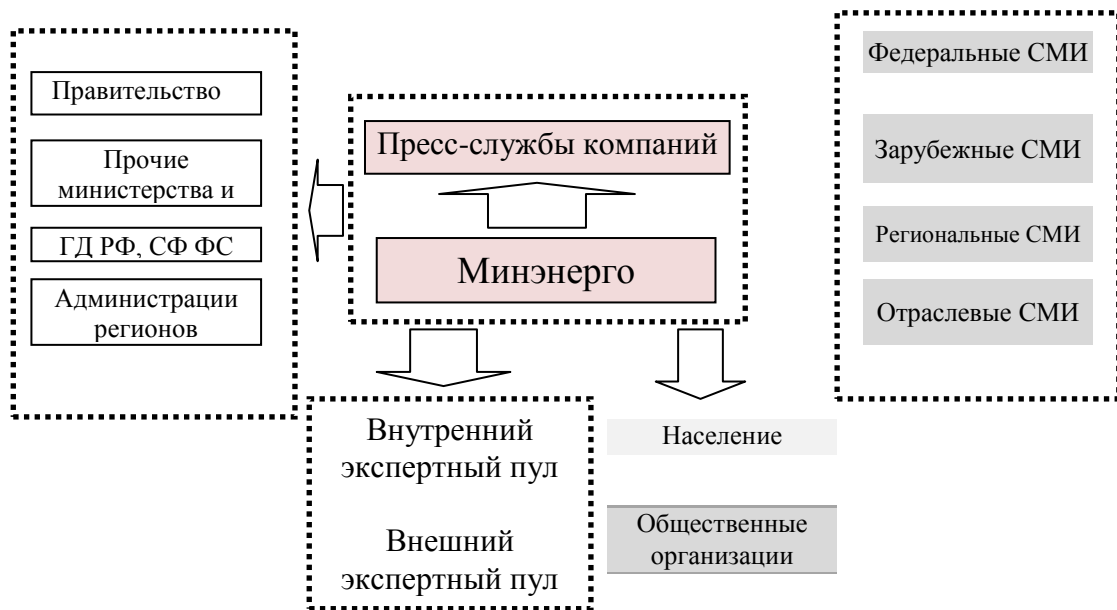 Правительство
Прочие
министерства и
ГД РФ, СФ ФС
Администрации
регионов
Пресс-службы компаний
Минэнерго
Федеральные СМИ
Зарубежные СМИ
Региональные СМИ
Отраслевые СМИ
Внутренний
экспертный пул
Внешний
экспертный пул
Население
Общественные
организации